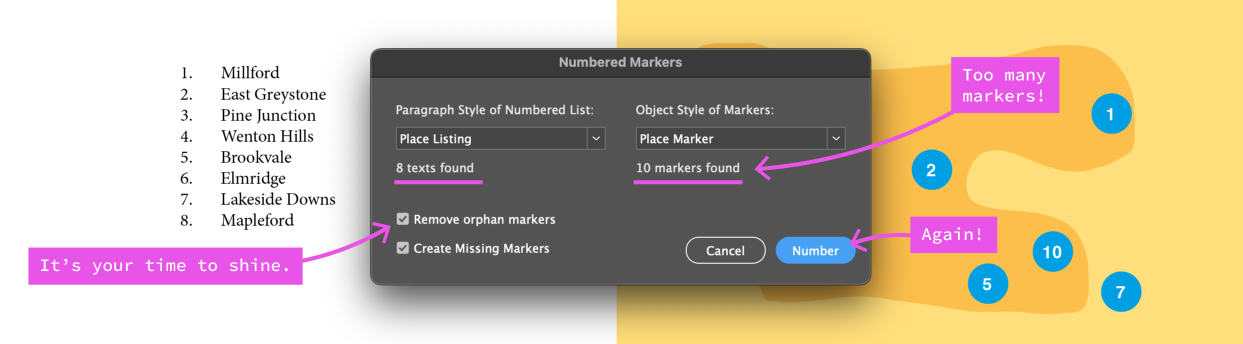 1. Millford
2. East Greystone
3. Pine Junction
4. Wenton Hills
5. Brookvale
6. Elmridge
7. Lakeside Downs
8. Mapleford
It’s your time to shine.
Numbered Markers
Paragraph Style of Numbered List:
Place Listing
8 texts found
Object Style of Markers:
Place Marker
10 markers found
Remove orphan markers
Create Missing Markers
Cancel
Number
Too many
markers!
Again!
1
2
10
5
7